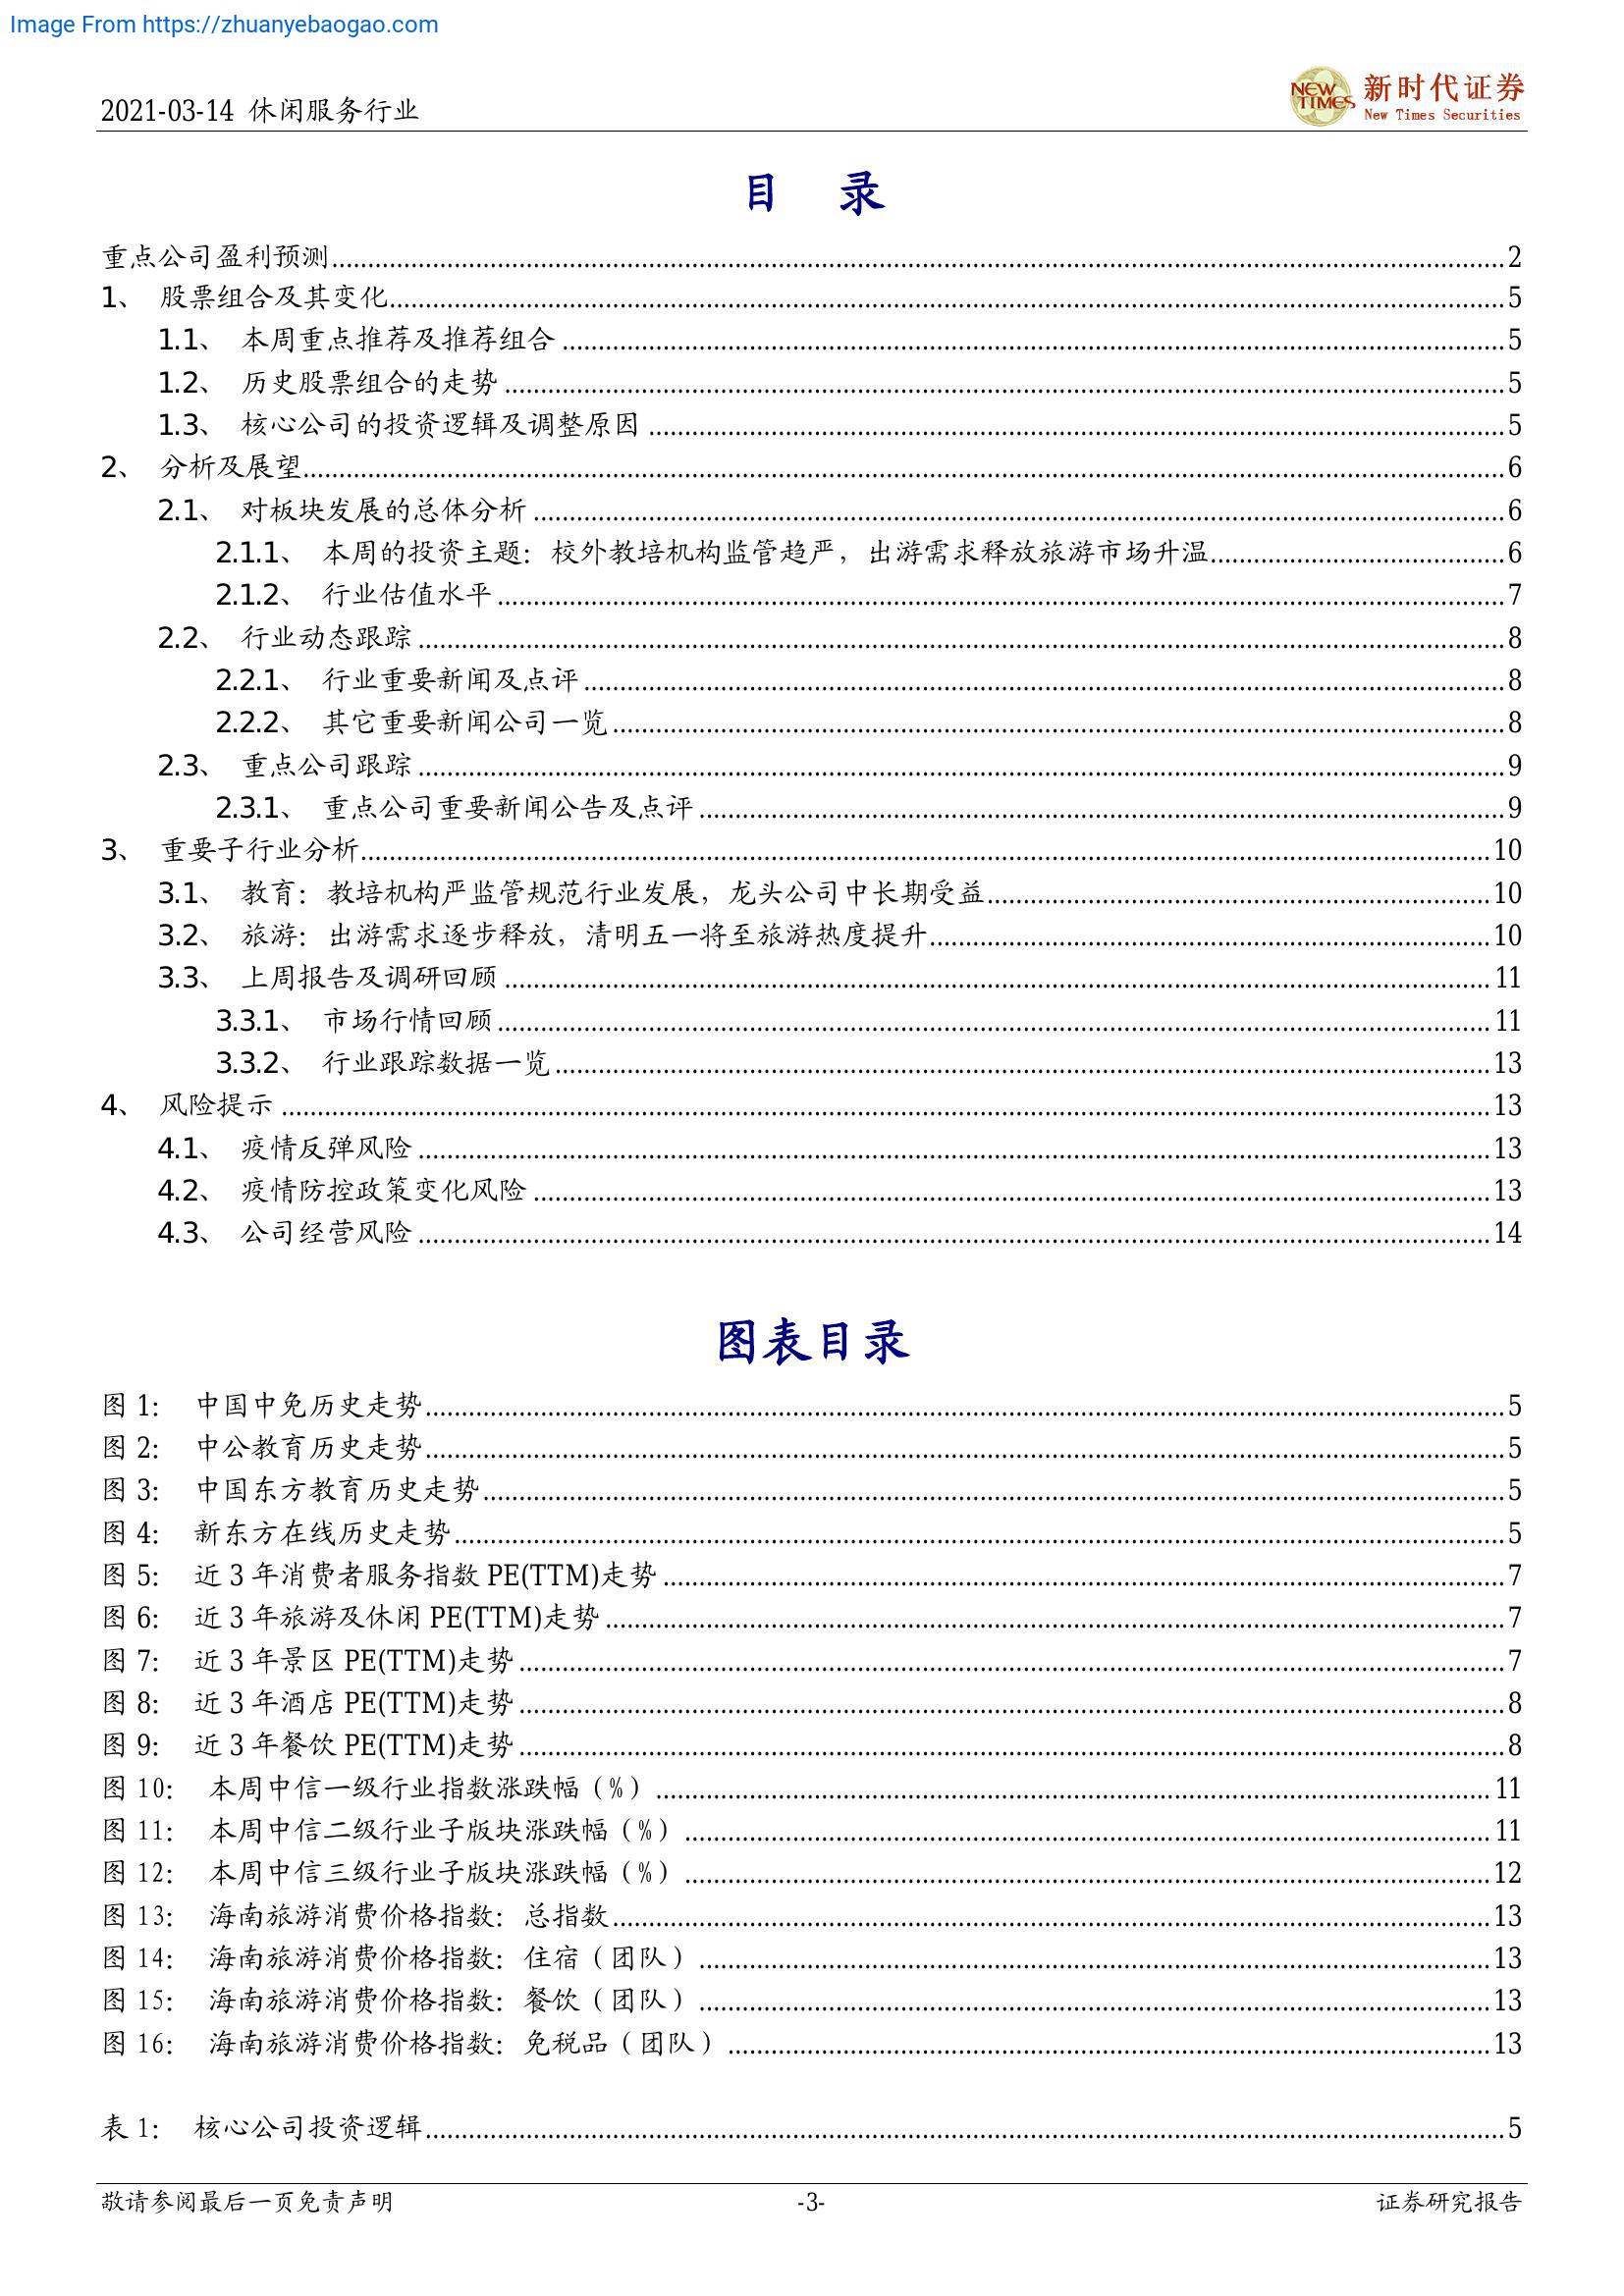 Image From https://zhuanyebaogao.com
2021-03-14 休闲服务行业
NEW TIMES
新时代证券
New Times Securities
目 录
重点公司盈利预测 2
1、 股票组合及其变化 5
1.1、 本周重点推荐及推荐组合 5
1.2、 历史股票组合的走势 5
1.3、 核心公司的投资逻辑及调整原因 5
2、 分析及展望 6
2.1、 对板块发展的总体分析 6
2.1.1、 本周的投资主题：校外教培机构监管趋严，出游需求释放旅游市场升温 6
2.1.2、 行业估值水平 7
2.2、 行业动态跟踪 8
2.2.1、 行业重要新闻及点评 8
2.2.2、 其它重要新闻公司一览 8
2.3、 重点公司跟踪 9
2.3.1、 重点公司重要新闻公告及点评 9
3、 重要子行业分析 10
3.1、 教育：教培机构严监管规范行业发展，龙头公司中长期受益 10
3.2、 旅游：出游需求逐步释放，清明五一将至旅游热度提升 10
3.3、 上周报告及调研回顾 11
3.3.1、 市场行情回顾 11
3.3.2、 行业跟踪数据一览 13
4、 风险提示 13
4.1、 疫情反弹风险 13
4.2、 疫情防控政策变化风险 13
4.3、 公司经营风险 14
图表目录
图 1： 中国中免历史走势 5
图 2： 中公教育历史走势 5
图 3： 中国东方教育历史走势 5
图 4： 新东方在线历史走势 5
图 5： 近 3 年消费者服务指数 PE(TTM)走势 7
图 6： 近 3 年旅游及休闲 PE(TTM)走势 7
图 7： 近 3 年景区 PE(TTM)走势 7
图 8： 近 3 年酒店 PE(TTM)走势 8
图 9： 近 3 年餐饮 PE(TTM)走势 8
图 10： 本周中信一级行业指数涨跌幅（%） 11
图 11： 本周中信二级行业子版块涨跌幅（%） 11
图 12： 本周中信三级行业子版块涨跌幅（%） 12
图 13： 海南旅游消费价格指数：总指数 13
图 14： 海南旅游消费价格指数：住宿（团队） 13
图 15： 海南旅游消费价格指数：餐饮（团队） 13
图 16： 海南旅游消费价格指数：免税品（团队） 13
表 1： 核心公司投资逻辑 5
敬请参阅最后一页免责声明 -3- 证券研究报告